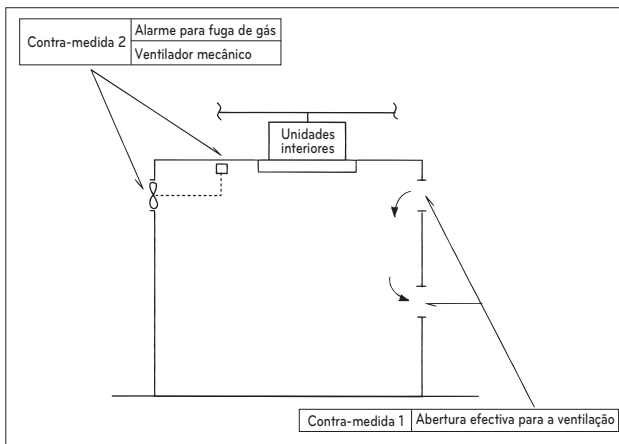 Contra-medida 2
Alarme para fuga de gás
Ventilador mecânico
Unidades
interiores
Contra-medida 1
Abertura efectiva para a ventilação